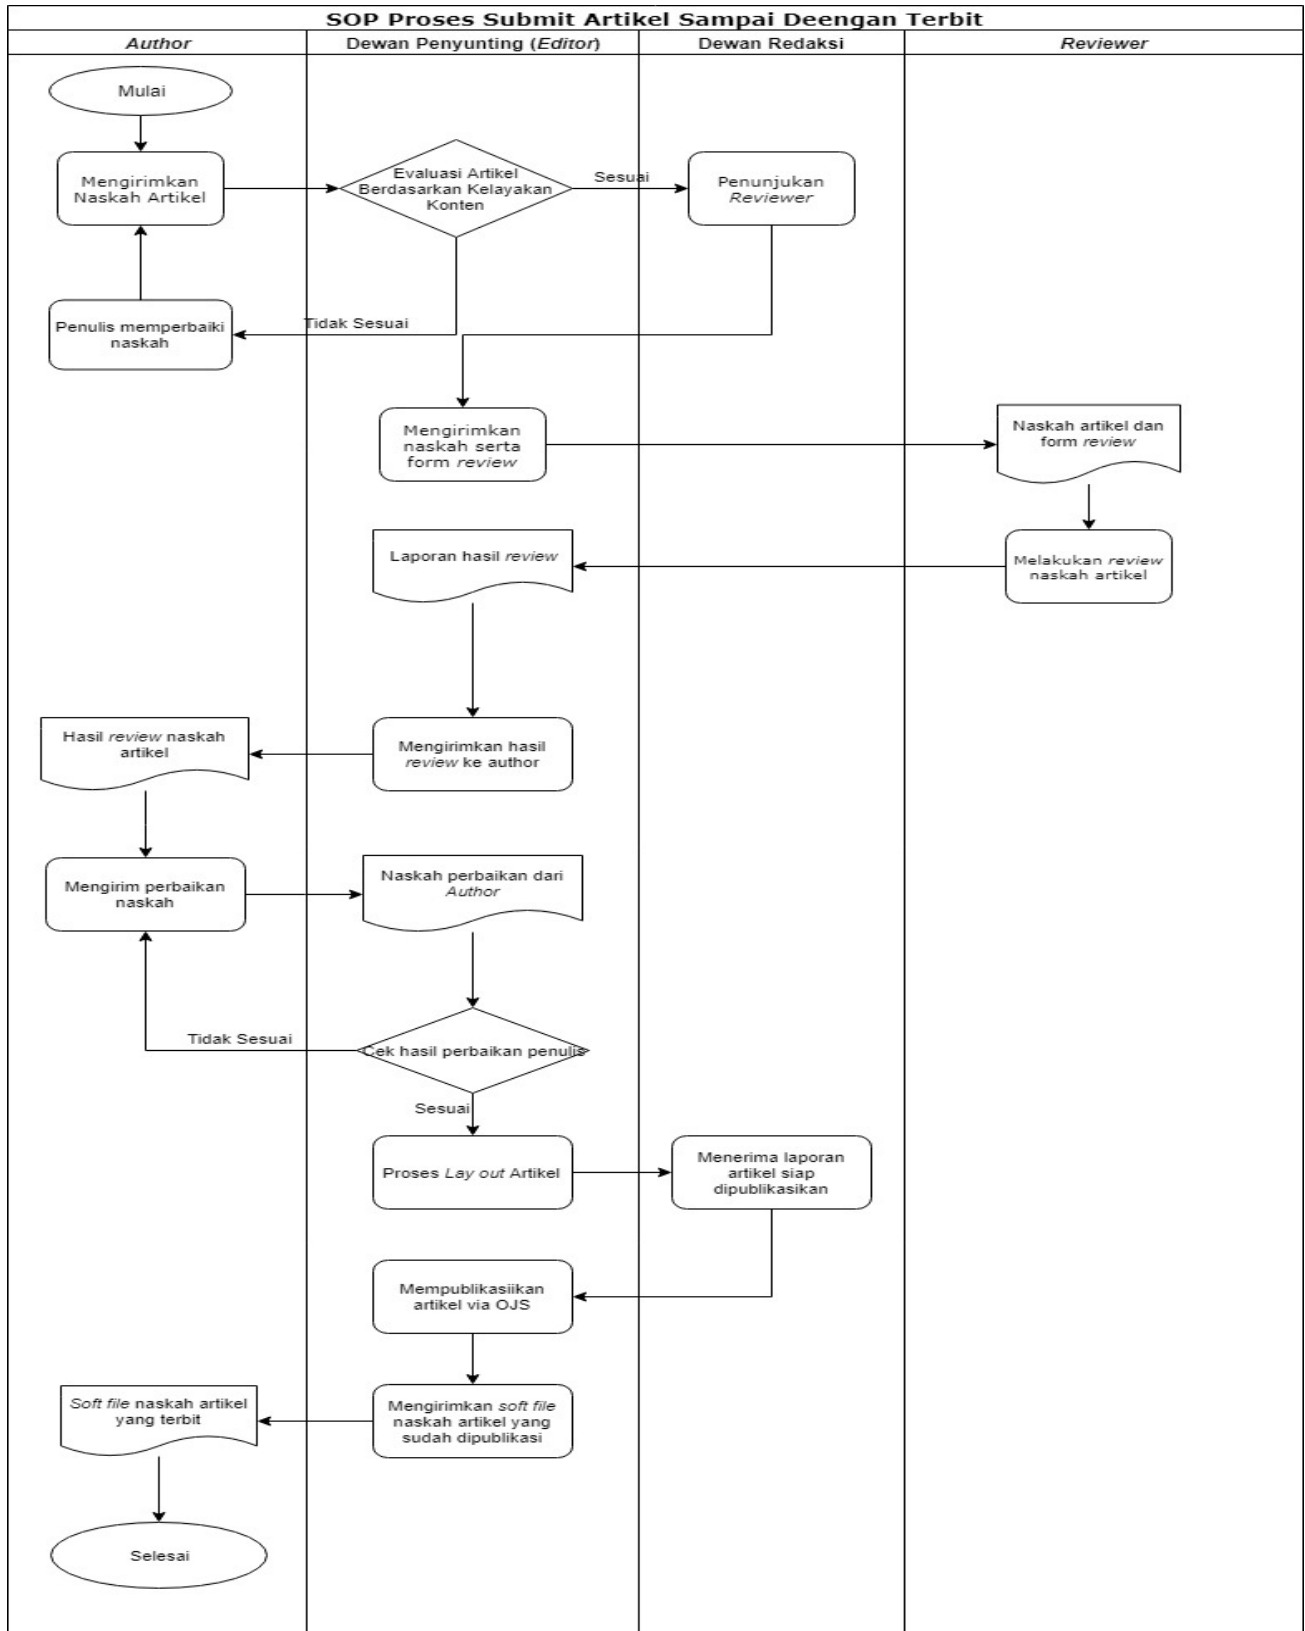 SOP Proses Submit Artikel Sampai Deengan Terbit
Author
Dewan Penyunting (Editor)
Dewan Redaksi
Reviewer
Mulai
Mengirimkan
Naskah Artikel
Evaluasi Artikel
Berdasarkan Kelayakan
Konten
Sesuai
Penunjukan
Reviewer
Penulis memperbaiki
naskah
Tidak Sesuai
Mengirimkan
naskah serta
form review
Naskah artikel dan
form review
Laporan hasil review
Melakukan review
naskah artikel
Hasil review naskah
artikel
Mengirimkan hasil
review ke author
Mengirim perbaikan
naskah
Naskah perbaikan dari
Author
Tidak Sesuai
Cek hasil perbaikan penulis
Sesuai
Proses Lay out Artikel
Menerima laporan
artikel siap
dipublikasikan
Mempublikasiikan
artikel via OJS
Soft file naskah artikel
yang terbit
Mengirimkan soft file
naskah artikel yang
sudah dipublikasi
Selesai